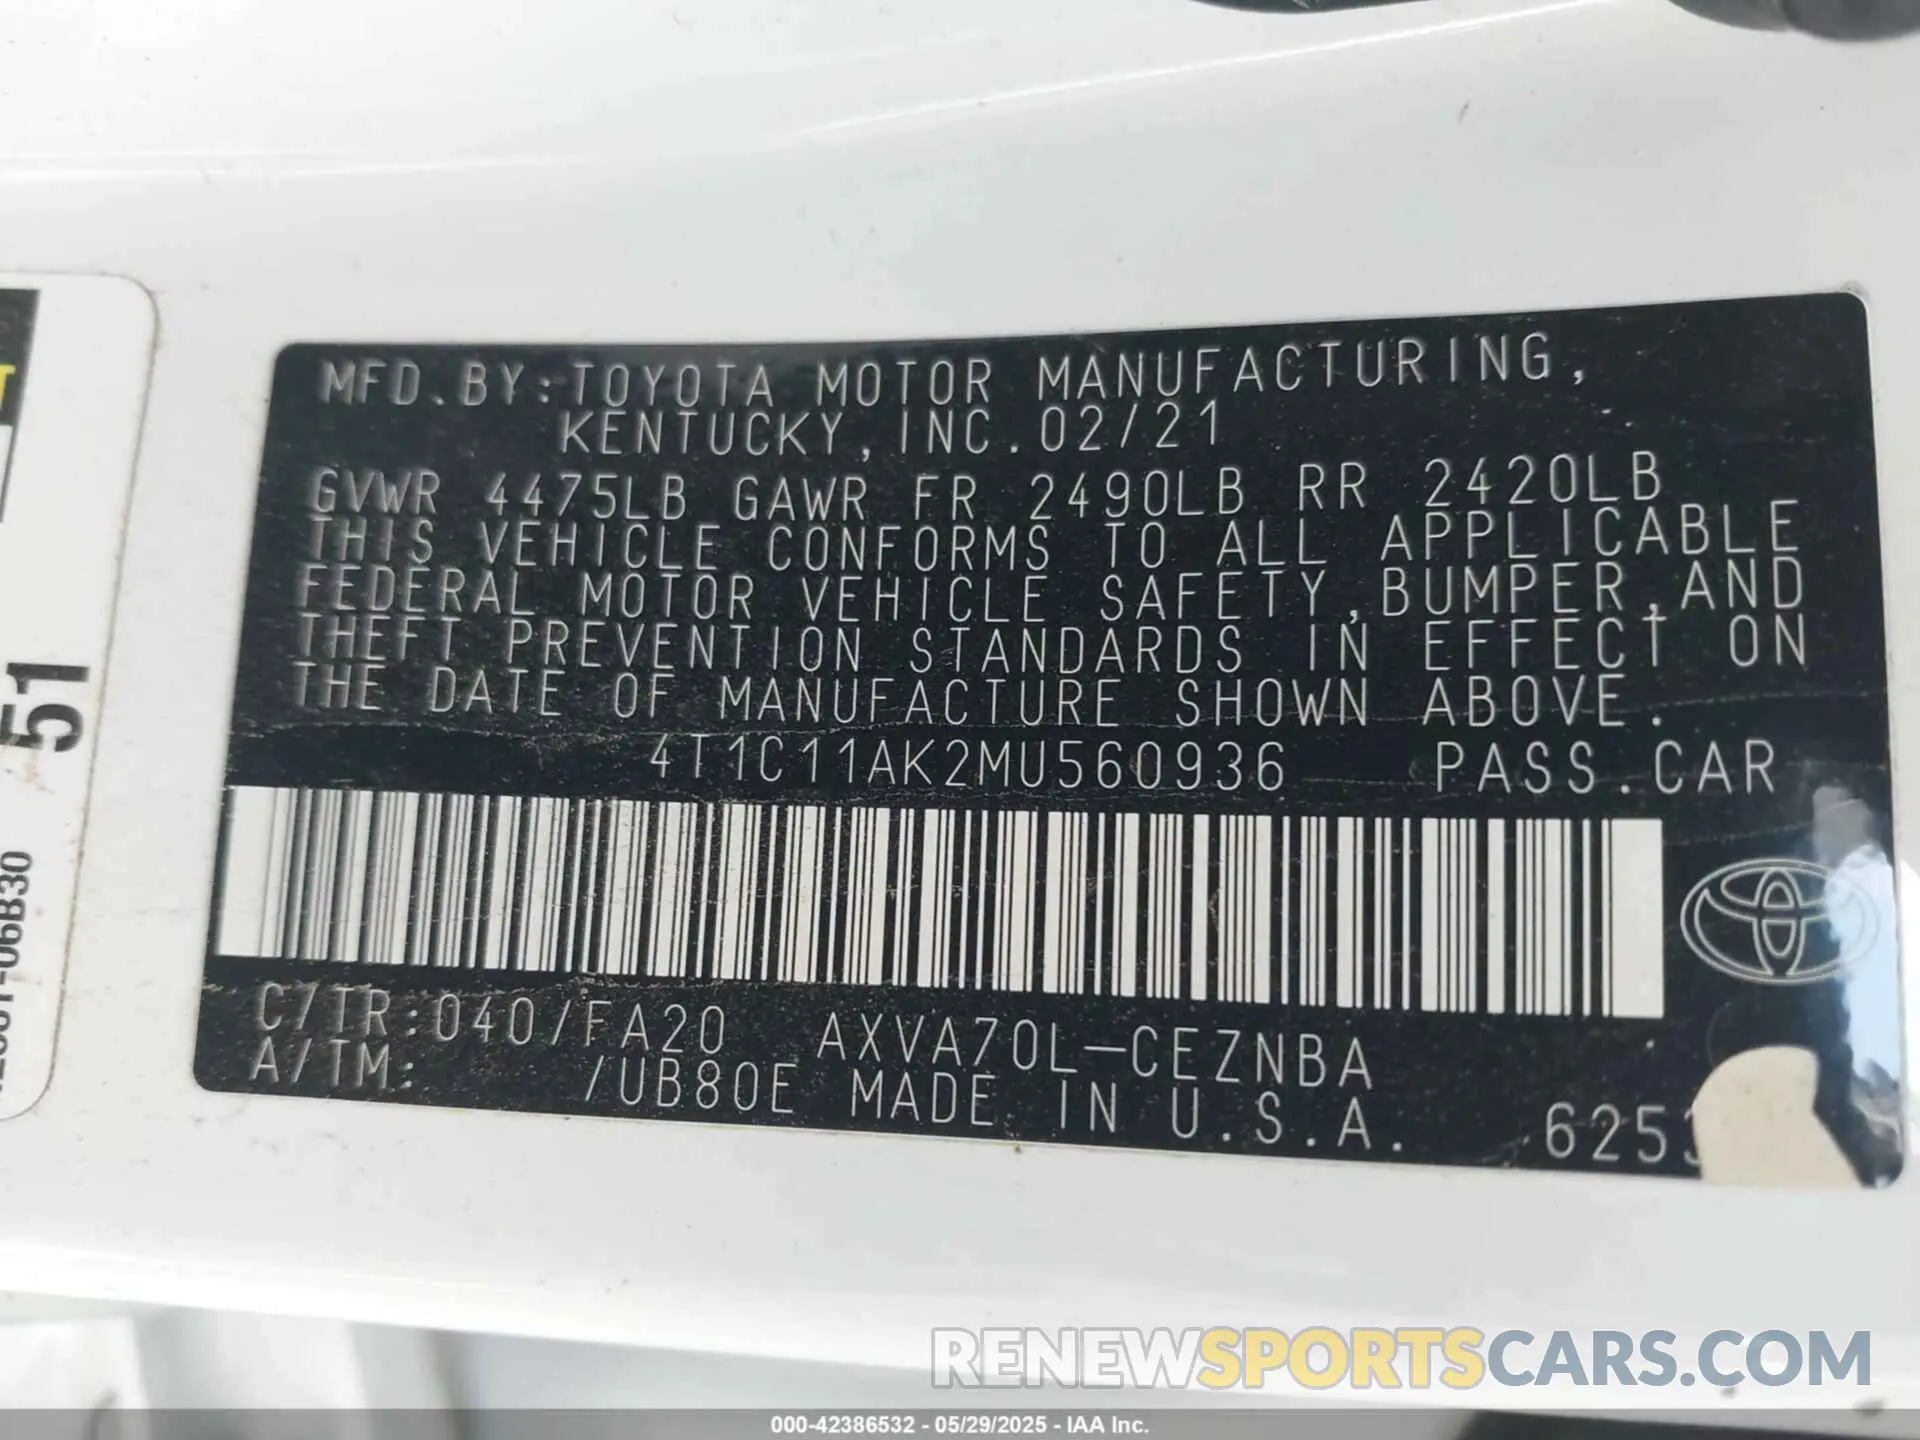 MFD.BY:TOYOTA MOTOR MANUFACTURING,
KENTUCKY,INC.02/21
GVWR 4475LB GAWR FR 2490LB RR 2420LB
THIS VEHICLE CONFORMS TO ALL APPLICABLE
FEDERAL MOTOR VEHICLE SAFETY,BUMPER,AND
THEFT PREVENTION STANDARDS IN EFFECT ON
THE DATE OF MANUFACTURE SHOWN ABOVE.
4T1C11AK2MU560936 PASS.CAR
C/TR:040/FA20 AXVA70L-CEZNBA
A/TM: /UB80E MADE IN U.S.A. 625
51
RENEWSPORTSCARS.COM
000-42386532 - 05/29/2025 - IAA Inc.